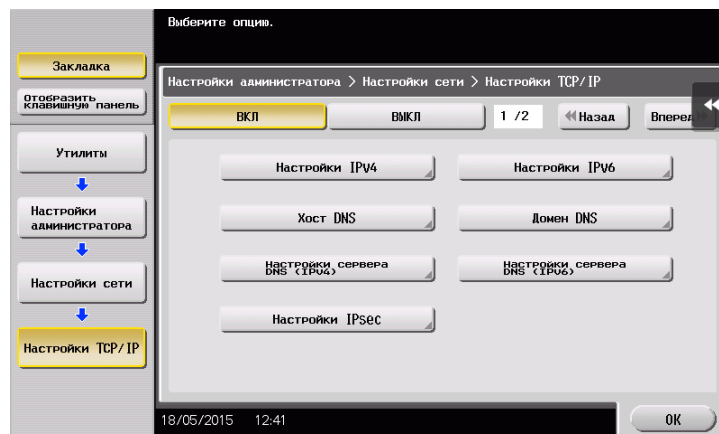 Выберите опцию.
Закладка
Отобразить
клавишную панель
Настройки администратора > Настройки сети > Настройки TCP/IP
ВКЛ
ВЫКЛ
1 /2
Назад
Вперед
Утилиты
Настройки
администратора
Настройки сети
Настройки TCP/IP
Настройки IPv4
Настройки IPv6
Хост DNS
Домен DNS
Настройки сервера
DNS (IPv4)
Настройки сервера
DNS (IPv6)
Настройки IPsec
18/05/2015 12:41
OK